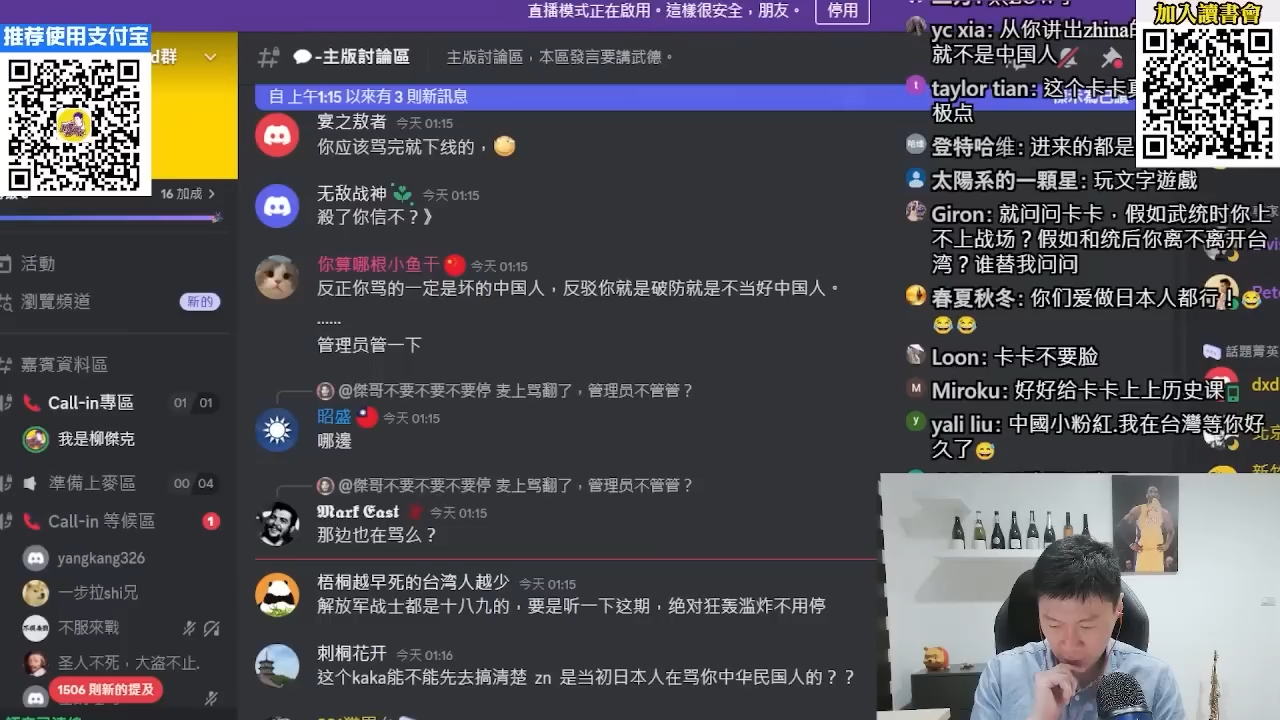 直播模式正在啟用。這樣很安全，朋友。
停用
推荐使用支付宝
d群
16 加成
活動
瀏覽頻道
新的
嘉賓資料區
Call-in專區
01 01
我是柳傑克
準備上麥區
00 04
Call-in 等候區
1
yangkang326
一步拉shi兄
不服來戰
圣人不死，大盗不止.
1506 則新的提及
-主版討論區
主版討論區，本區發言要講武德。
自 上午1:15 以來有 3 則新訊息
宴之敖者 今天 01:15
你应该骂完就下线的，
无敌战神 今天 01:15
殺了你信不？》
你算哪根小鱼干 今天 01:15
反正你骂的一定是坏的中国人，反驳你就是破防就是不当好中国人。
......
管理员管一下
@傑哥不要不要不要停 麦上骂翻了，管理员不管管？
昭盛 今天 01:15
哪邊
@傑哥不要不要不要停 麦上骂翻了，管理员不管管？
Mark East 今天 01:15
那边也在骂么？
梧桐越早死的台湾人越少 今天 01:15
解放军战士都是十八九的，要是听一下这期，绝对狂轰滥炸不用停
刺桐花开 今天 01:16
这个kaka能不能先去搞清楚 zn 是当初日本人在骂你中华民国人的？？
加入讀書會
yc xia: 从你讲出zhina的
就不是中国人
taylor tian: 这个卡卡真
极点
登特哈维: 进来的都是
太陽系的一顆星: 玩文字遊戲
Giron: 就问问卡卡，假如武统时你上
不上战场？假如和统后你离不离开台
湾？谁替我问问
春夏秋冬: 你们爱做日本人都行！
Loon: 卡卡不要脸
Miroku: 好好给卡卡上上历史课
yali liu: 中國小粉紅.我在台灣等你好
久了
話題菁英
dxd